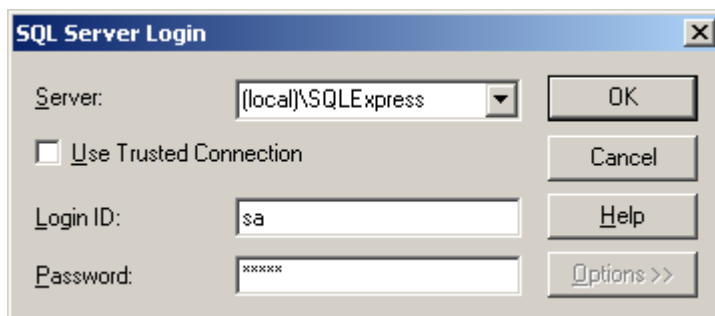 SQL Server Login
Server: (local)\SQLExpress OK
Use Trusted Connection Cancel
Login ID: sa Help
Password: ***** Options >>